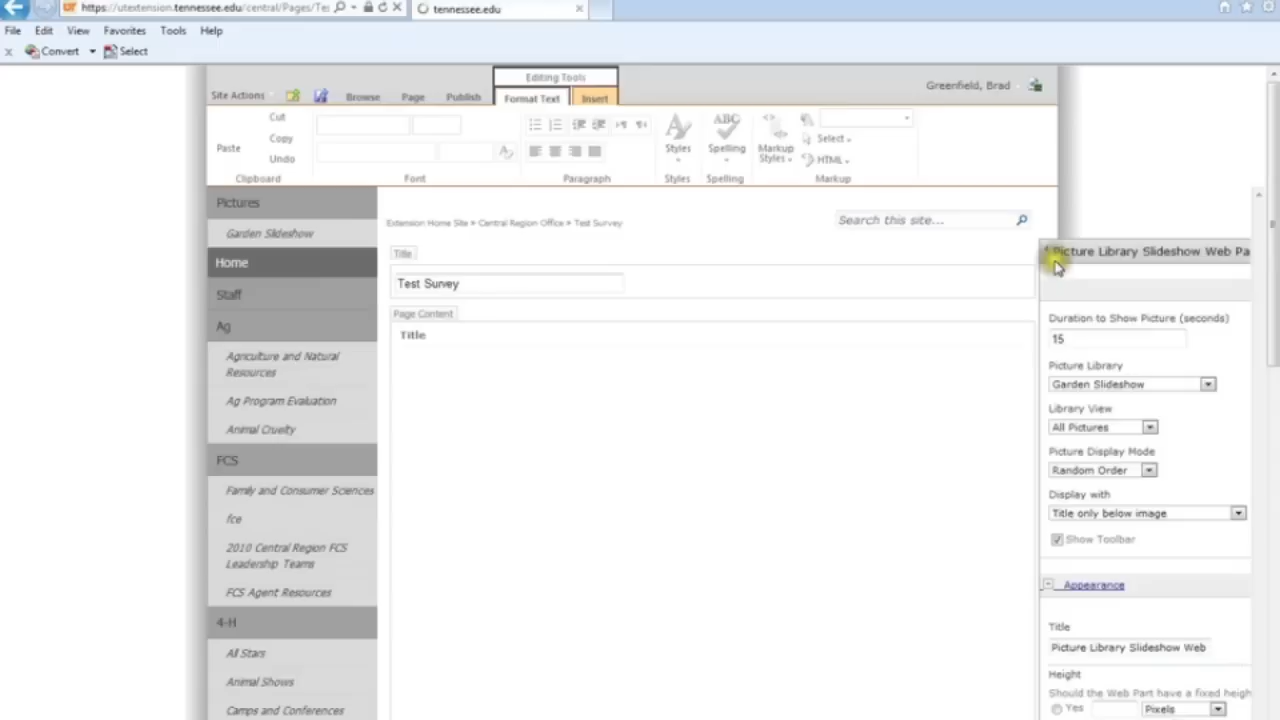 https://utextension.tennessee.edu/central/Pages/Te
tennessee.edu
File Edit View Favorites Tools Help
x Convert Select
Editing Tools
Site Actions Browse Page Publish Format Text Insert
Greenfield, Brad
Cut
Copy
Paste
Undo
Clipboard
Font
Paragraph
Styles
Styles
ABC
Spelling
Spelling
Markup
Styles
Select
HTML
Markup
Pictures
Garden Slideshow
Home
Staff
Ag
Agriculture and Natural
Resources
Ag Program Evaluation
Animal Cruelty
FCS
Family and Consumer Sciences
fce
2010 Central Region FCS
Leadership Teams
FCS Agent Resources
4-H
All Stars
Animal Shows
Camps and Conferences
Extension Home Site » Central Region Office » Test Survey
Search this site...
Title
Test Survey
Page Content
Title
Picture Library Slideshow Web Pa
Duration to Show Picture (seconds)
15
Picture Library
Garden Slideshow
Library View
All Pictures
Picture Display Mode
Random Order
Display with
Title only below image
Show Toolbar
Appearance
Title
Picture Library Slideshow Web
Height
Should the Web Part have a fixed heigh
Yes Pixels